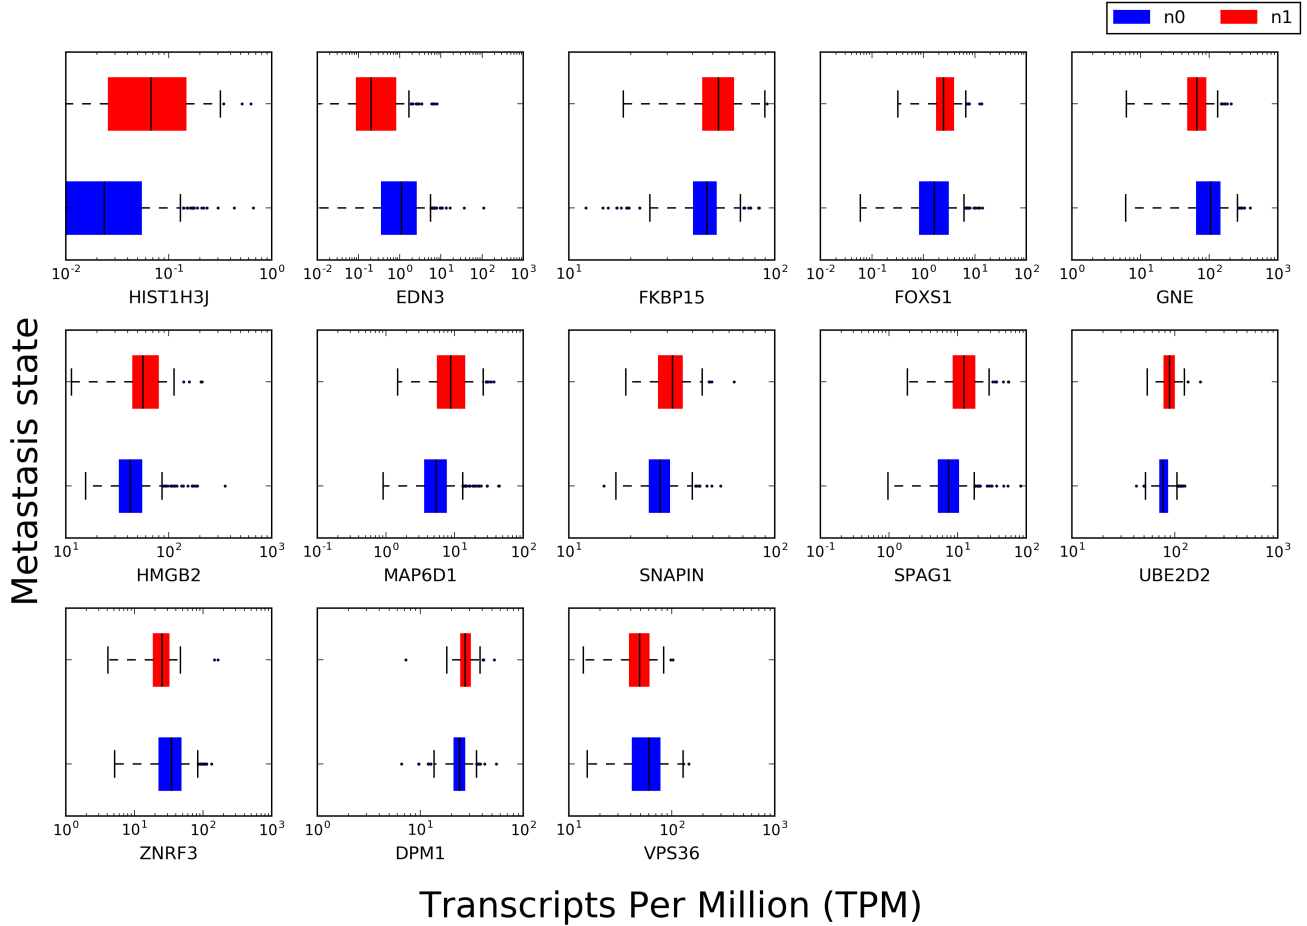 n0 n1
10^-2 10^-1 10^0
HIST1H3J
10^-2 10^-1 10^0 10^1 10^2 10^3
EDN3
10^1 10^2
FKBP15
10^-2 10^-1 10^0 10^1 10^2
FOXS1
10^0 10^1 10^2 10^3
GNE
Metastasis state
10^1 10^2 10^3
HMGB2
10^-1 10^0 10^1 10^2
MAP6D1
10^1 10^2
SNAPIN
10^-1 10^0 10^1 10^2
SPAG1
10^1 10^2 10^3
UBE2D2
10^0 10^1 10^2 10^3
ZNRF3
10^0 10^1 10^2
DPM1
10^1 10^2 10^3
VPS36
Transcripts Per Million (TPM)